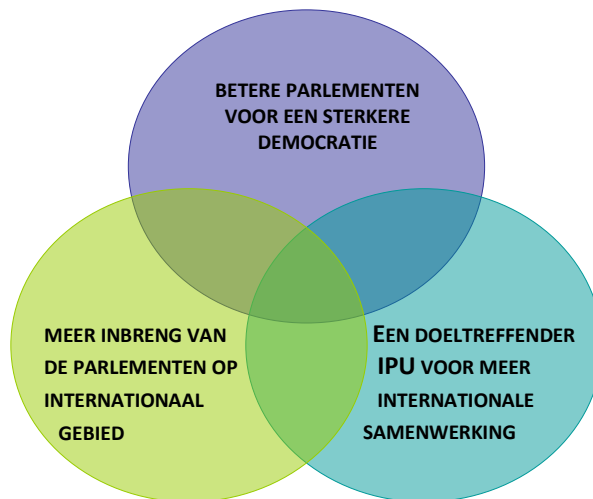 BETERE PARLEMENTEN
VOOR EEN STERKERE
DEMOCRATIE
MEER INBRENG VAN
DE PARLEMENTEN OP
INTERNATIONAAL
GEBIED
EEN DOELTREFFENDER
IPU VOOR MEER
INTERNATIONALE
SAMENWERKING